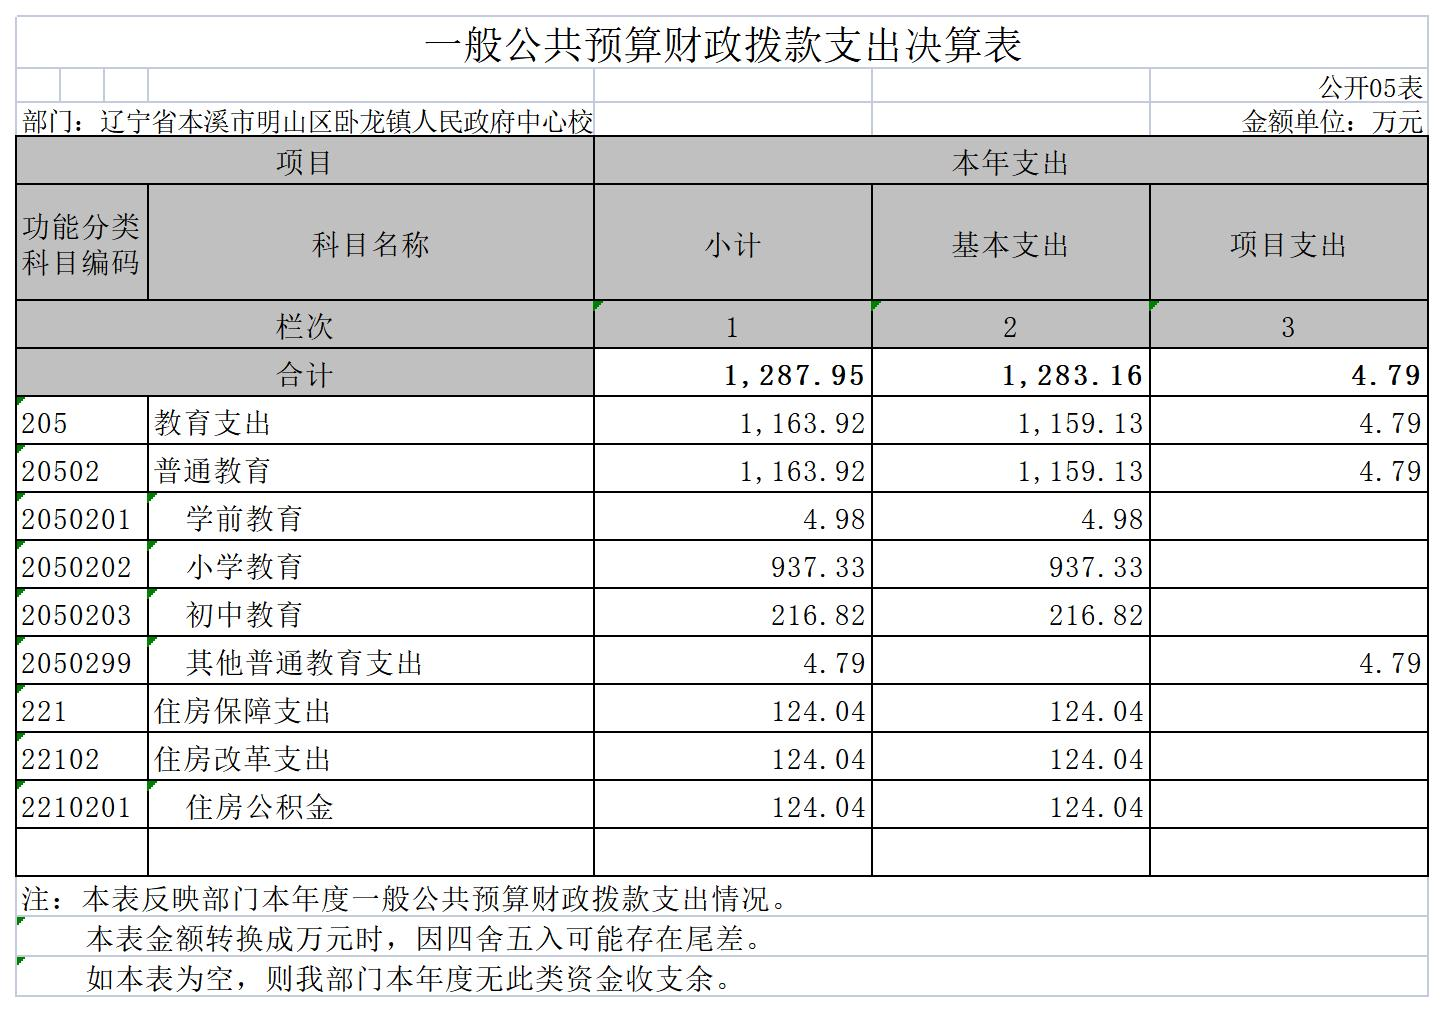 一般公共预算财政拨款支出决算表
公开05表
部门：辽宁省本溪市明山区卧龙镇人民政府中心校 金额单位：万元
项目 本年支出
功能分类
科目编码 科目名称 小计 基本支出 项目支出
栏次 1 2 3
合计 1,287.95 1,283.16 4.79
205 教育支出 1,163.92 1,159.13 4.79
20502 普通教育 1,163.92 1,159.13 4.79
2050201 学前教育 4.98 4.98
2050202 小学教育 937.33 937.33
2050203 初中教育 216.82 216.82
2050299 其他普通教育支出 4.79 4.79
221 住房保障支出 124.04 124.04
22102 住房改革支出 124.04 124.04
2210201 住房公积金 124.04 124.04
注：本表反映部门本年度一般公共预算财政拨款支出情况。
本表金额转换成万元时，因四舍五入可能存在尾差。
如本表为空，则我部门本年度无此类资金收支余。